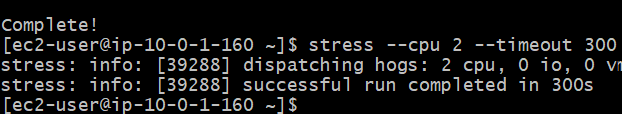 Complete!
[ec2-user@ip-10-0-1-160 ~]$ stress --cpu 2 --timeout 300
stress: info: [39288] dispatching hogs: 2 cpu, 0 io, 0
stress: info: [39288] successful run completed in 300s
[ec2-user@ip-10-0-1-160 ~]$